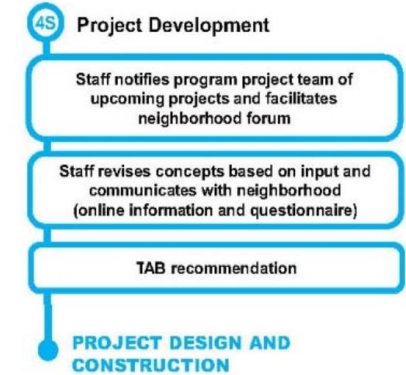 4S Project Development
Staff notifies program project team of
upcoming projects and facilitates
neighborhood forum
Staff revises concepts based on input and
communicates with neighborhood
(online information and questionnaire)
TAB recommendation
PROJECT DESIGN AND
CONSTRUCTION